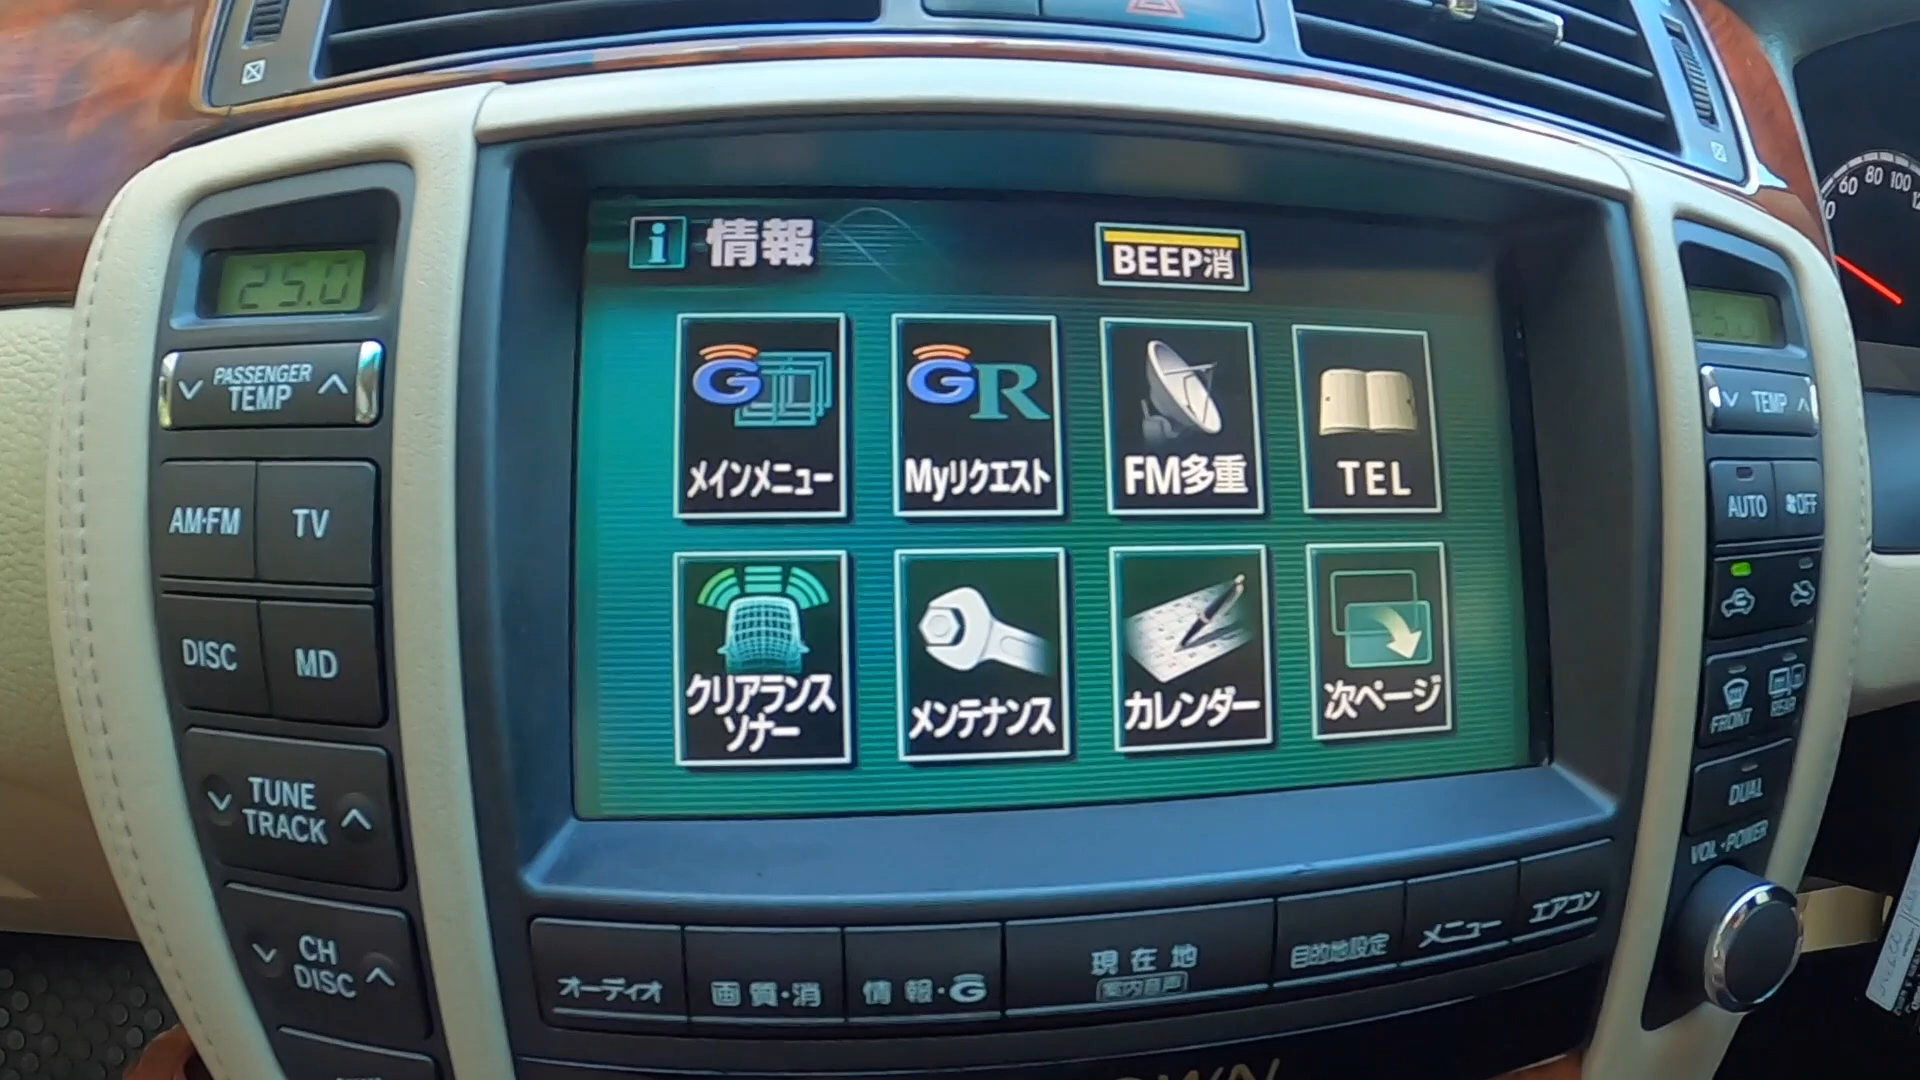 60
80
100
25.0
PASSENGER
TEMP
AM·FM
TV
DISC
MD
TUNE
TRACK
CH
DISC
i 情報
BEEP消
G
メインメニュー
GR
Myリクエスト
FM多重
TEL
クリアランス
ソナー
メンテナンス
カレンダー
次ページ
オーディオ
画質・消
情報・G
現在地
案内音声
目的地設定
メニュー
エアコン
TEMP
AUTO
OFF
FRONT
REAR
DUAL
VOL・POWER